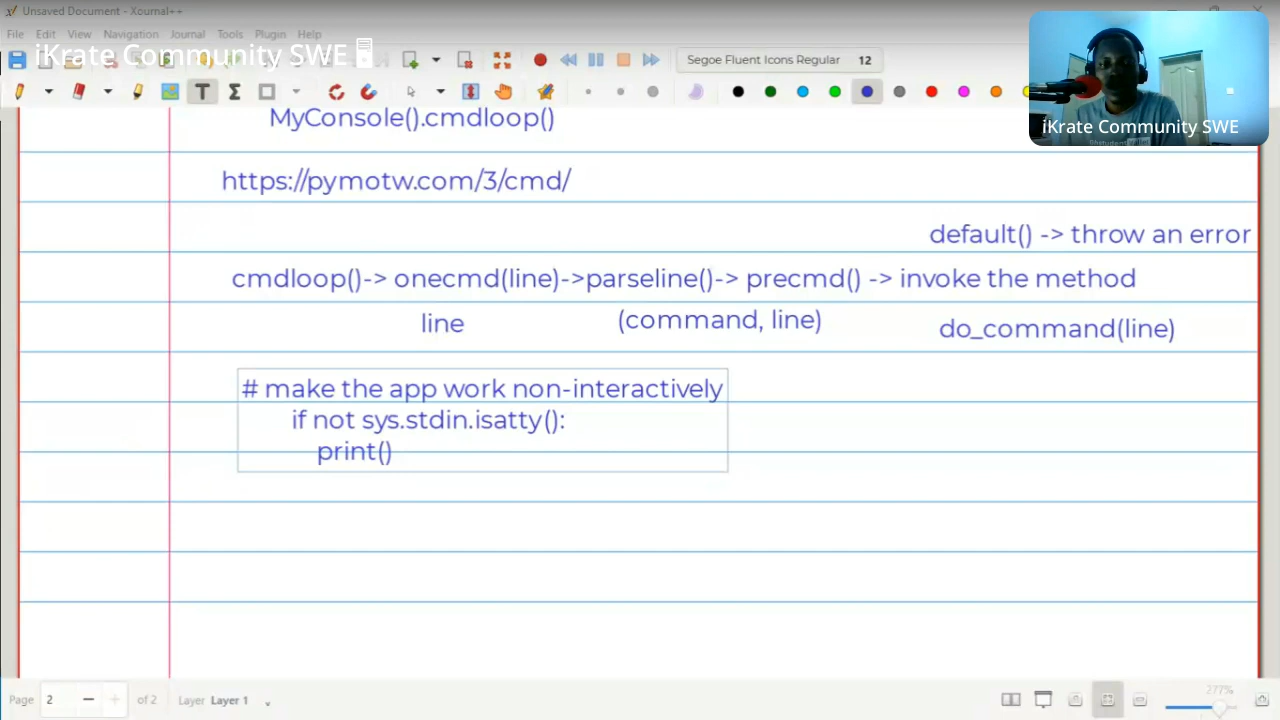 Unsaved Document - Xournal++
File Edit View Navigation Journal Tools Plugin Help
iKrate Community SWE
Segoe Fluent Icons Regular 12
iKrate Community SWE
MyConsole().cmdloop()
https://pymotw.com/3/cmd/
default() -> throw an error
cmdloop()-> onecmd(line)->parseline()-> precmd() -> invoke the method
line
(command, line)
do_command(line)
# make the app work non-interactively
if not sys.stdin.isatty():
print()
Page 2 of 2 Layer Layer 1
277%